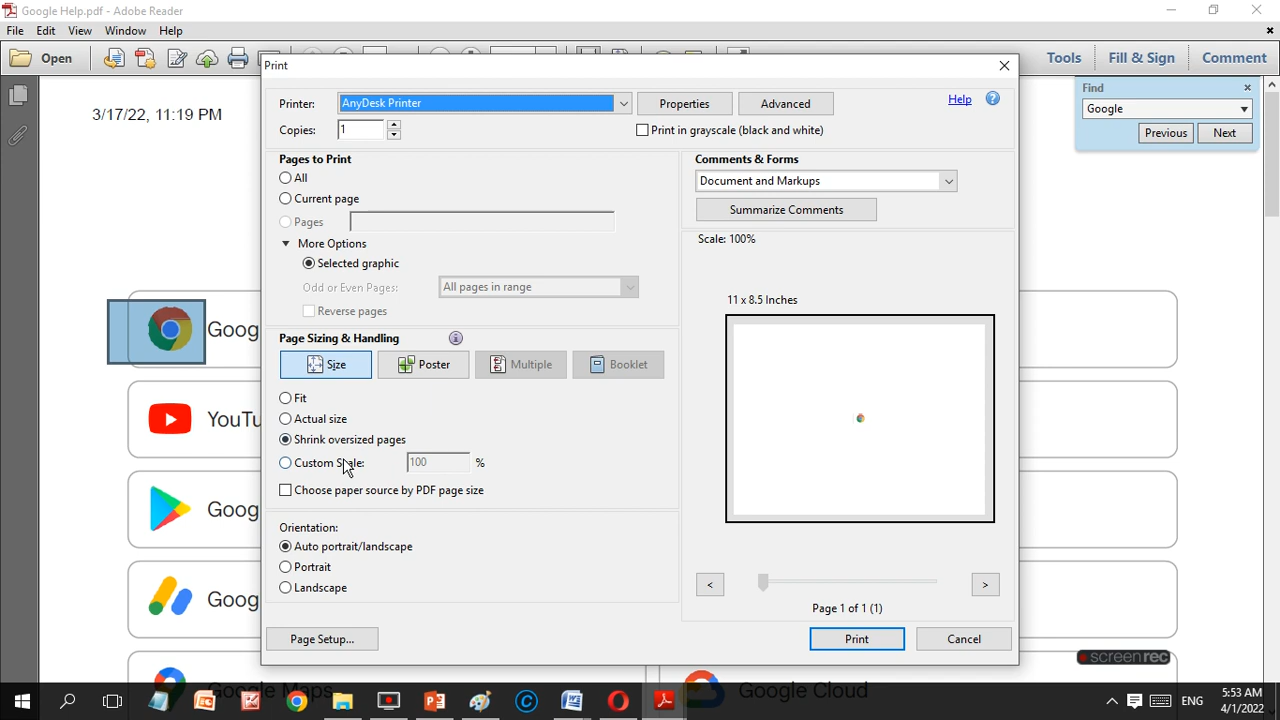 Google Help.pdf - Adobe Reader
File Edit View Window Help
Open Tools Fill & Sign Comment
3/17/22, 11:19 PM
Find
Google
Previous Next
Print
Printer: AnyDesk Printer Properties Advanced Help ?
Copies: 1 Print in grayscale (black and white)
Pages to Print
All
Current page
Pages
More Options
Selected graphic
Odd or Even Pages: All pages in range
Reverse pages
Comments & Forms
Document and Markups
Summarize Comments
Scale: 100%
11 x 8.5 Inches
Page Sizing & Handling
Size Poster Multiple Booklet
Fit
Actual size
Shrink oversized pages
Custom Scale: 100 %
Choose paper source by PDF page size
Orientation:
Auto portrait/landscape
Portrait
Landscape
< >
Page 1 of 1 (1)
Page Setup... Print Cancel
Goog
YouTu
Goog
Goog
Google Maps Google Cloud
screenrec
ENG
5:53 AM
4/1/2022